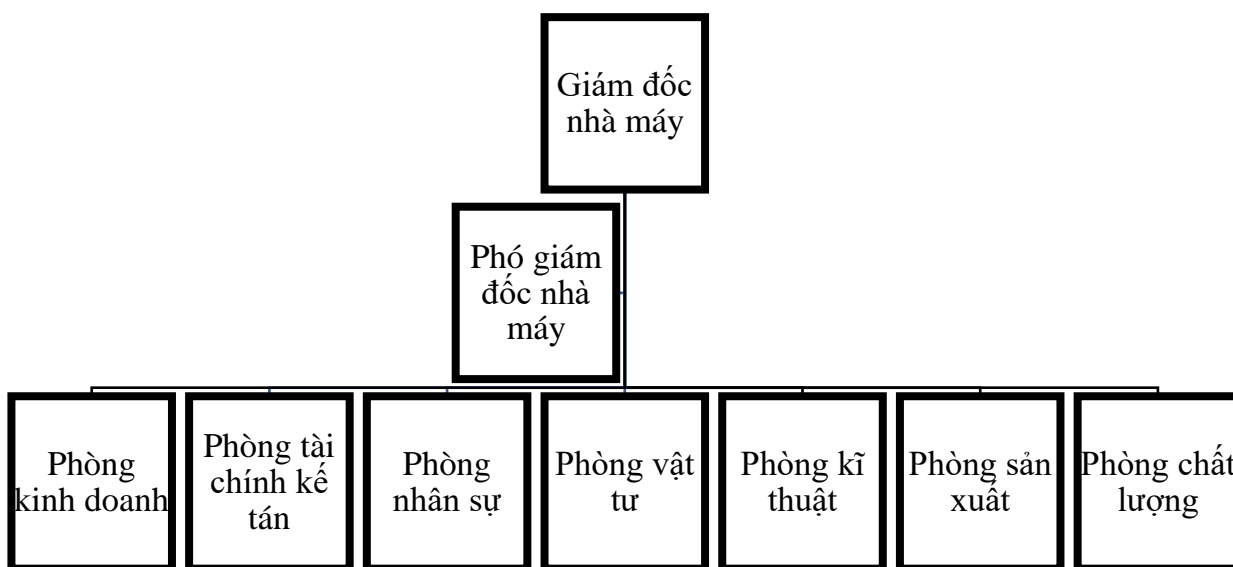 Giám đốc
nhà máy
Phó giám
đốc nhà
máy
Phòng
kinh doanh
Phòng tài
chính kế
tán
Phòng
nhân sự
Phòng vật
tư
Phòng kĩ
thuật
Phòng sản
xuất
Phòng chất
lượng